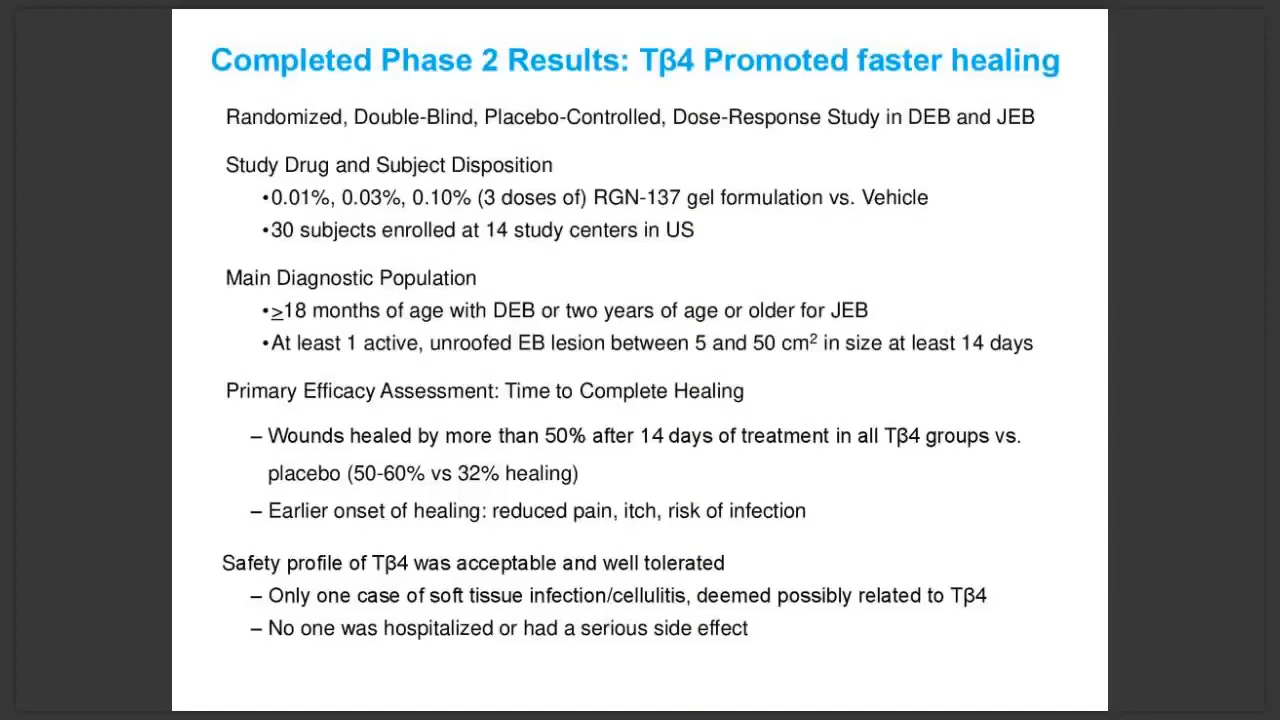 Completed Phase 2 Results: Tβ4 Promoted faster healing
Randomized, Double-Blind, Placebo-Controlled, Dose-Response Study in DEB and JEB
Study Drug and Subject Disposition
•0.01%, 0.03%, 0.10% (3 doses of) RGN-137 gel formulation vs. Vehicle
•30 subjects enrolled at 14 study centers in US
Main Diagnostic Population
•≥18 months of age with DEB or two years of age or older for JEB
•At least 1 active, unroofed EB lesion between 5 and 50 cm² in size at least 14 days
Primary Efficacy Assessment: Time to Complete Healing
– Wounds healed by more than 50% after 14 days of treatment in all Tβ4 groups vs.
placebo (50-60% vs 32% healing)
– Earlier onset of healing: reduced pain, itch, risk of infection
Safety profile of Tβ4 was acceptable and well tolerated
– Only one case of soft tissue infection/cellulitis, deemed possibly related to Tβ4
– No one was hospitalized or had a serious side effect